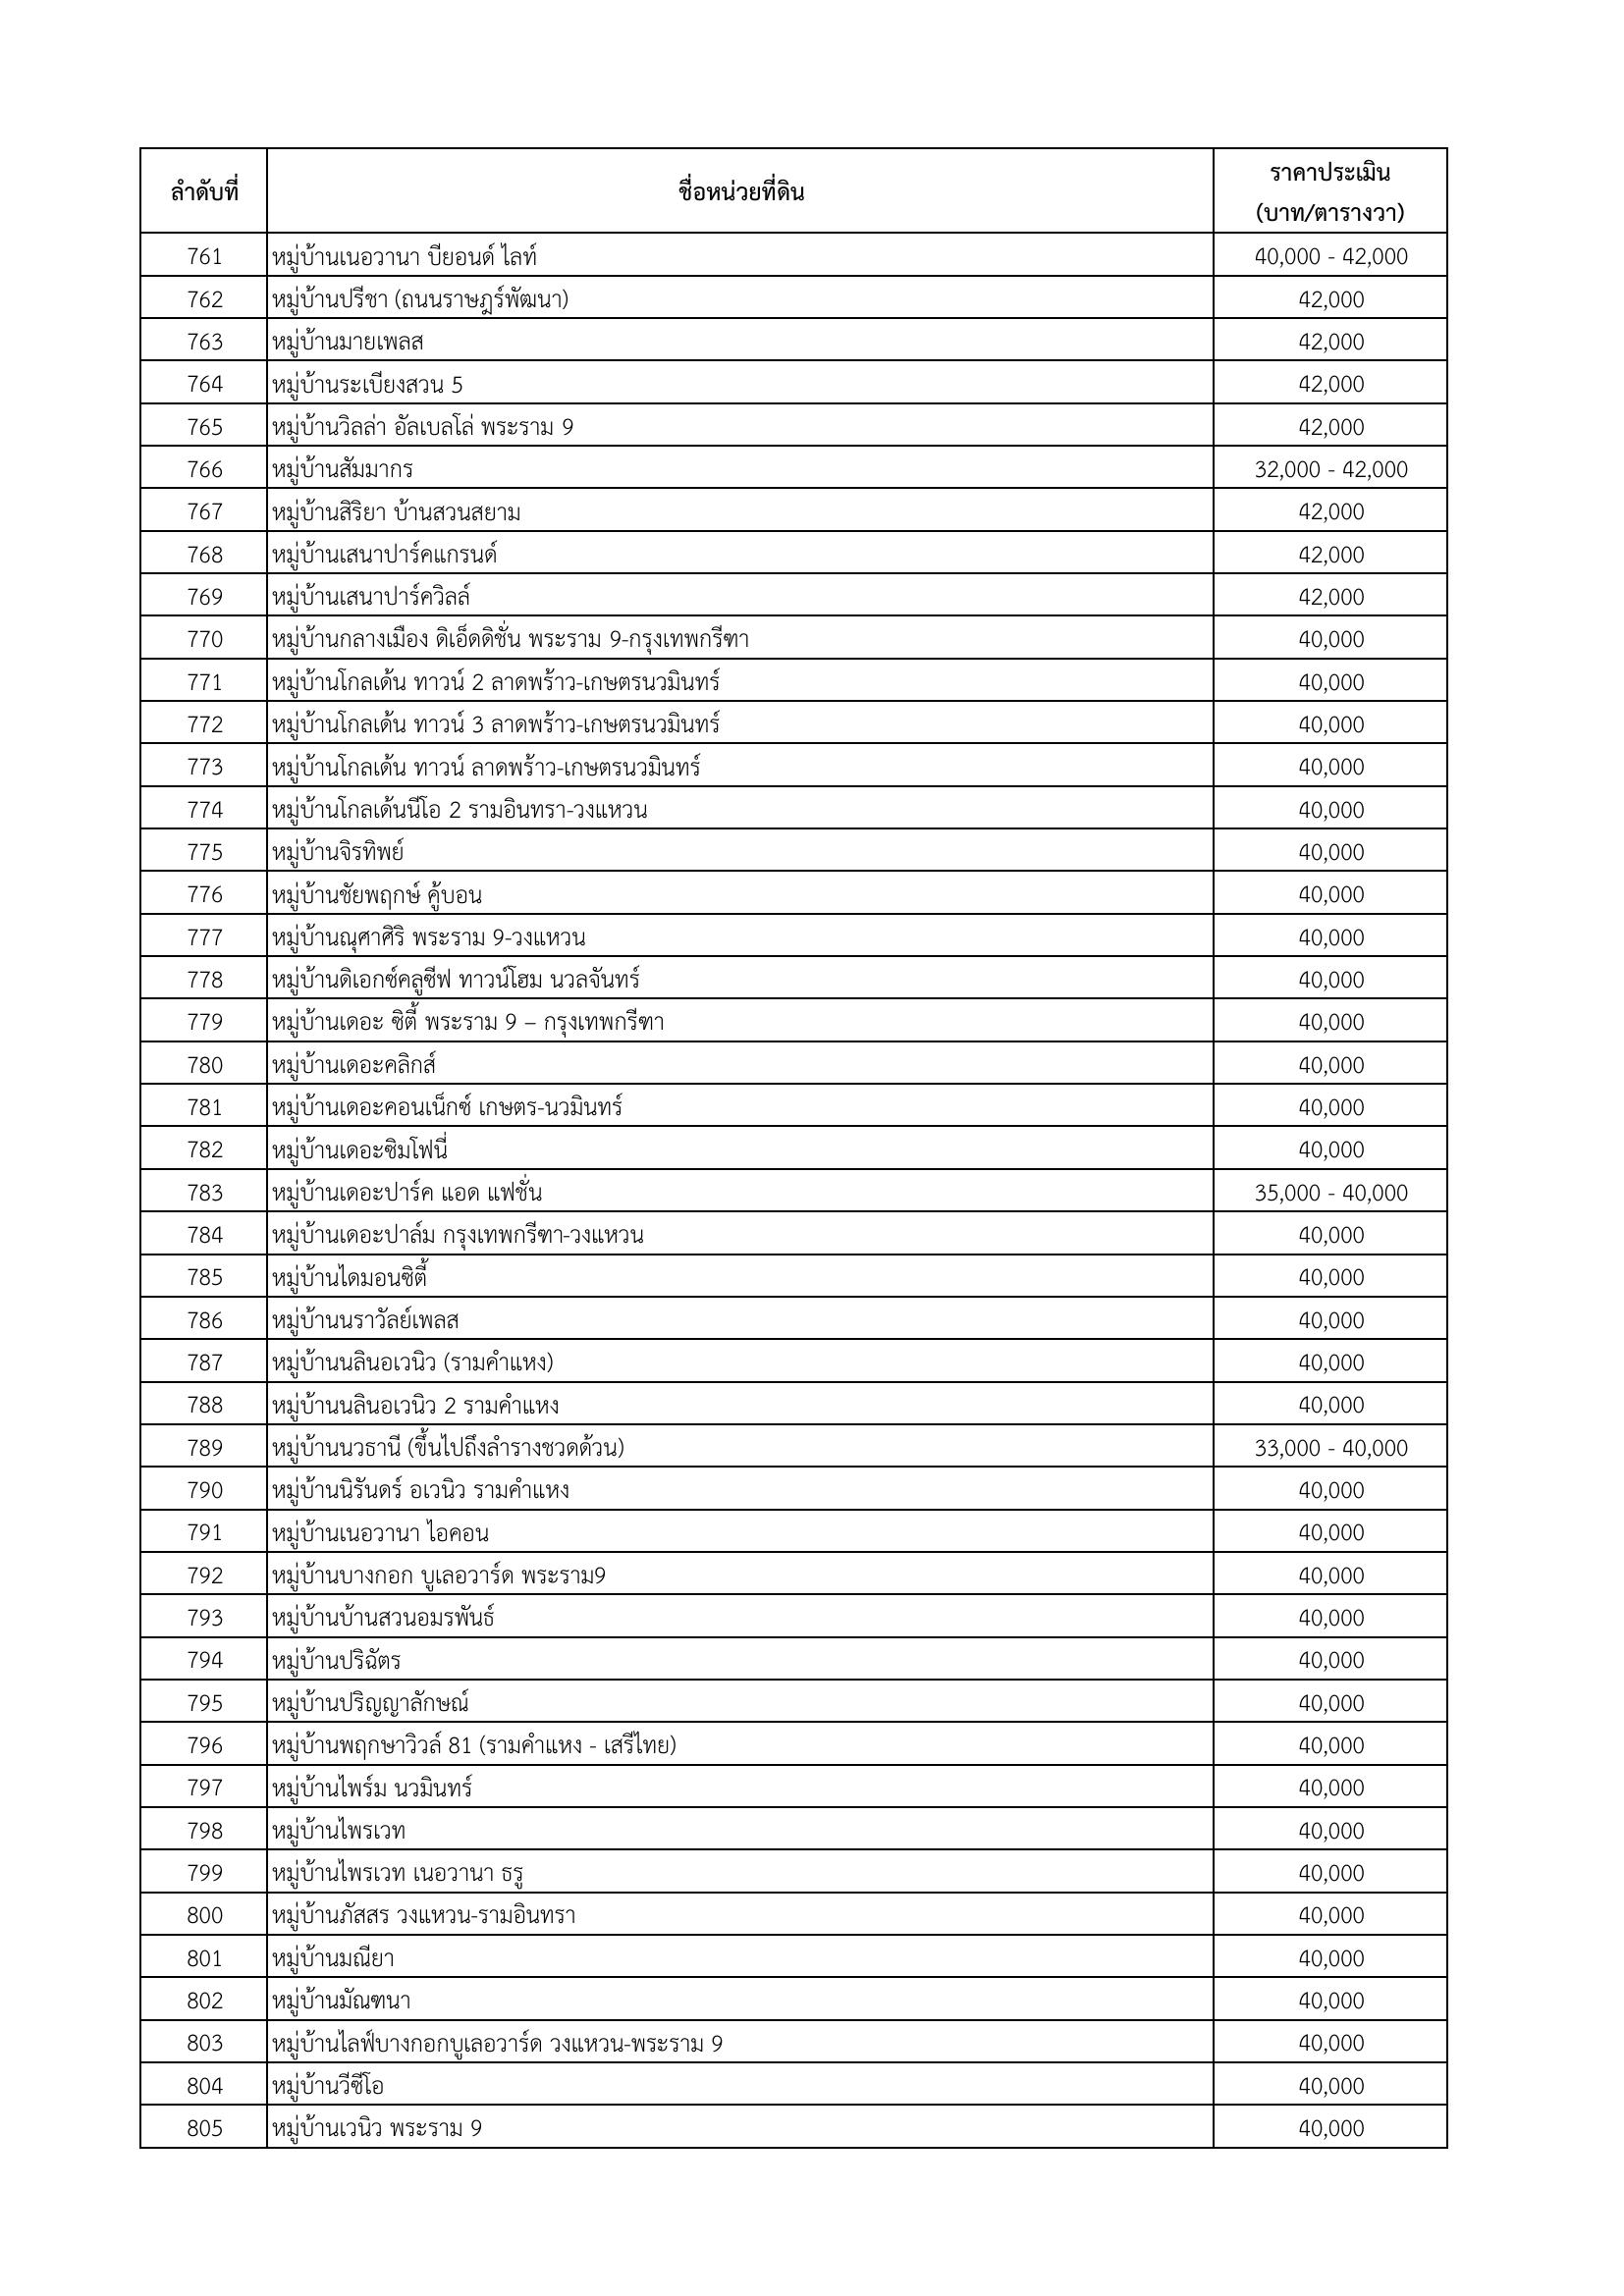 ลำดับที่ ชื่อหน่วยที่ดิน ราคาประเมิน
(บาท/ตารางวา)
761 หมู่บ้านเนอวานา บียอนด์ ไลท์ 40,000 - 42,000
762 หมู่บ้านปรีชา (ถนนราษฎร์พัฒนา) 42,000
763 หมู่บ้านมายเพลส 42,000
764 หมู่บ้านระเบียงสวน 5 42,000
765 หมู่บ้านวิลล่า อัลเบลโล่ พระราม 9 42,000
766 หมู่บ้านสัมมากร 32,000 - 42,000
767 หมู่บ้านสิริยา บ้านสวนสยาม 42,000
768 หมู่บ้านเสนาปาร์คแกรนด์ 42,000
769 หมู่บ้านเสนาปาร์ควิลล์ 42,000
770 หมู่บ้านกลางเมือง ดิเอ็ดดิชั่น พระราม 9-กรุงเทพกรีฑา 40,000
771 หมู่บ้านโกลเด้น ทาวน์ 2 ลาดพร้าว-เกษตรนวมินทร์ 40,000
772 หมู่บ้านโกลเด้น ทาวน์ 3 ลาดพร้าว-เกษตรนวมินทร์ 40,000
773 หมู่บ้านโกลเด้น ทาวน์ ลาดพร้าว-เกษตรนวมินทร์ 40,000
774 หมู่บ้านโกลเด้นนีโอ 2 รามอินทรา-วงแหวน 40,000
775 หมู่บ้านจิรทิพย์ 40,000
776 หมู่บ้านชัยพฤกษ์ คู้บอน 40,000
777 หมู่บ้านณุศาศิริ พระราม 9-วงแหวน 40,000
778 หมู่บ้านดิเอกซ์คลูซีฟ ทาวน์โฮม นวลจันทร์ 40,000
779 หมู่บ้านเดอะ ซิตี้ พระราม 9 – กรุงเทพกรีฑา 40,000
780 หมู่บ้านเดอะคลิกส์ 40,000
781 หมู่บ้านเดอะคอนเน็กซ์ เกษตร-นวมินทร์ 40,000
782 หมู่บ้านเดอะซิมโฟนี่ 40,000
783 หมู่บ้านเดอะปาร์ค แอด แฟชั่น 35,000 - 40,000
784 หมู่บ้านเดอะปาล์ม กรุงเทพกรีฑา-วงแหวน 40,000
785 หมู่บ้านไดมอนซิตี้ 40,000
786 หมู่บ้านนราวัลย์เพลส 40,000
787 หมู่บ้านนลินอเวนิว (รามคำแหง) 40,000
788 หมู่บ้านนลินอเวนิว 2 รามคำแหง 40,000
789 หมู่บ้านนวธานี (ขึ้นไปถึงลำรางชวดด้วน) 33,000 - 40,000
790 หมู่บ้านนิรันดร์ อเวนิว รามคำแหง 40,000
791 หมู่บ้านเนอวานา ไอคอน 40,000
792 หมู่บ้านบางกอก บูเลอวาร์ด พระราม9 40,000
793 หมู่บ้านบ้านสวนอมรพันธ์ 40,000
794 หมู่บ้านปริฉัตร 40,000
795 หมู่บ้านปริญญาลักษณ์ 40,000
796 หมู่บ้านพฤกษาวิวล์ 81 (รามคำแหง - เสรีไทย) 40,000
797 หมู่บ้านไพร์ม นวมินทร์ 40,000
798 หมู่บ้านไพรเวท 40,000
799 หมู่บ้านไพรเวท เนอวานา ธรู 40,000
800 หมู่บ้านภัสสร วงแหวน-รามอินทรา 40,000
801 หมู่บ้านมณียา 40,000
802 หมู่บ้านมัณฑนา 40,000
803 หมู่บ้านไลฟ์บางกอกบูเลอวาร์ด วงแหวน-พระราม 9 40,000
804 หมู่บ้านวีซีโอ 40,000
805 หมู่บ้านเวนิว พระราม 9 40,000